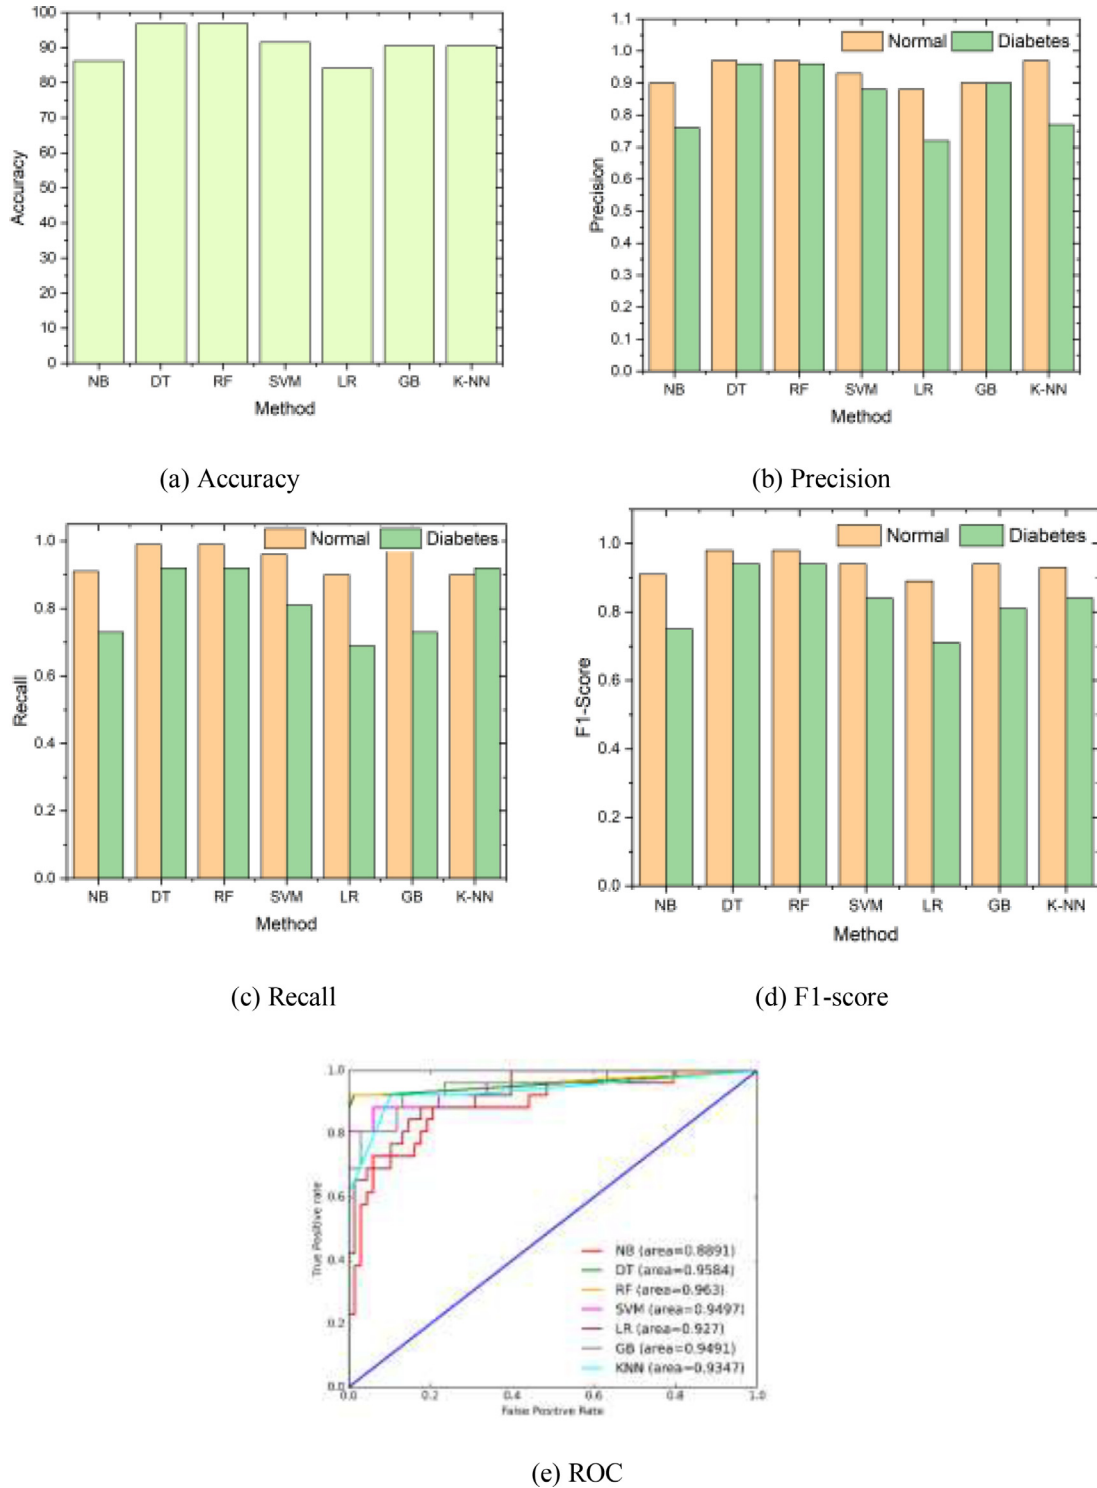 100
90
80
70
60
50
40
30
20
10
0
Accuracy
NB DT RF SVM LR GB K-NN
Method
(a) Accuracy
1.1
1.0
0.9
0.8
0.7
0.6
0.5
0.4
0.3
0.2
0.1
0.0
Precision
Normal Diabetes
NB DT RF SVM LR GB K-NN
Method
(b) Precision
1.0
0.8
0.6
0.4
0.2
0.0
Recall
Normal Diabetes
NB DT RF SVM LR GB K-NN
Method
(c) Recall
1.0
0.8
0.6
0.4
0.2
0.0
F1-Score
Normal Diabetes
NB DT RF SVM LR GB K-NN
Method
(d) F1-score
1.0
0.8
0.6
0.4
0.2
0.0
True Positive rate
NB (area=0.8891)
DT (area=0.9584)
RF (area=0.963)
SVM (area=0.9497)
LR (area=0.927)
GB (area=0.9491)
KNN (area=0.9347)
0.0 0.2 0.4 0.6 0.8 1.0
False Positive Rate
(e) ROC